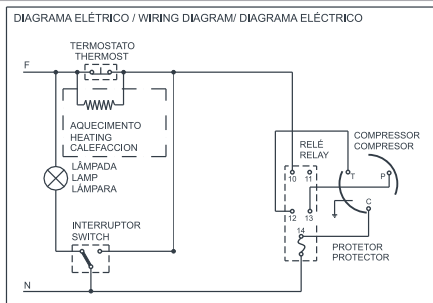 DIAGRAMA ELÉTRICO / WIRING DIAGRAM/ DIAGRAMA ELÉCTRICO
TERMOSTATO
THERMOST
F
AQUECIMENTO
HEATING
CALEFACCION
LÂMPADA
LAMP
LÁMPARA
INTERRUPTOR
SWITCH
N
RELÉ
RELAY
10 11
12 13
14
COMPRESSOR
COMPRESOR
T
P
C
PROTETOR
PROTECTOR